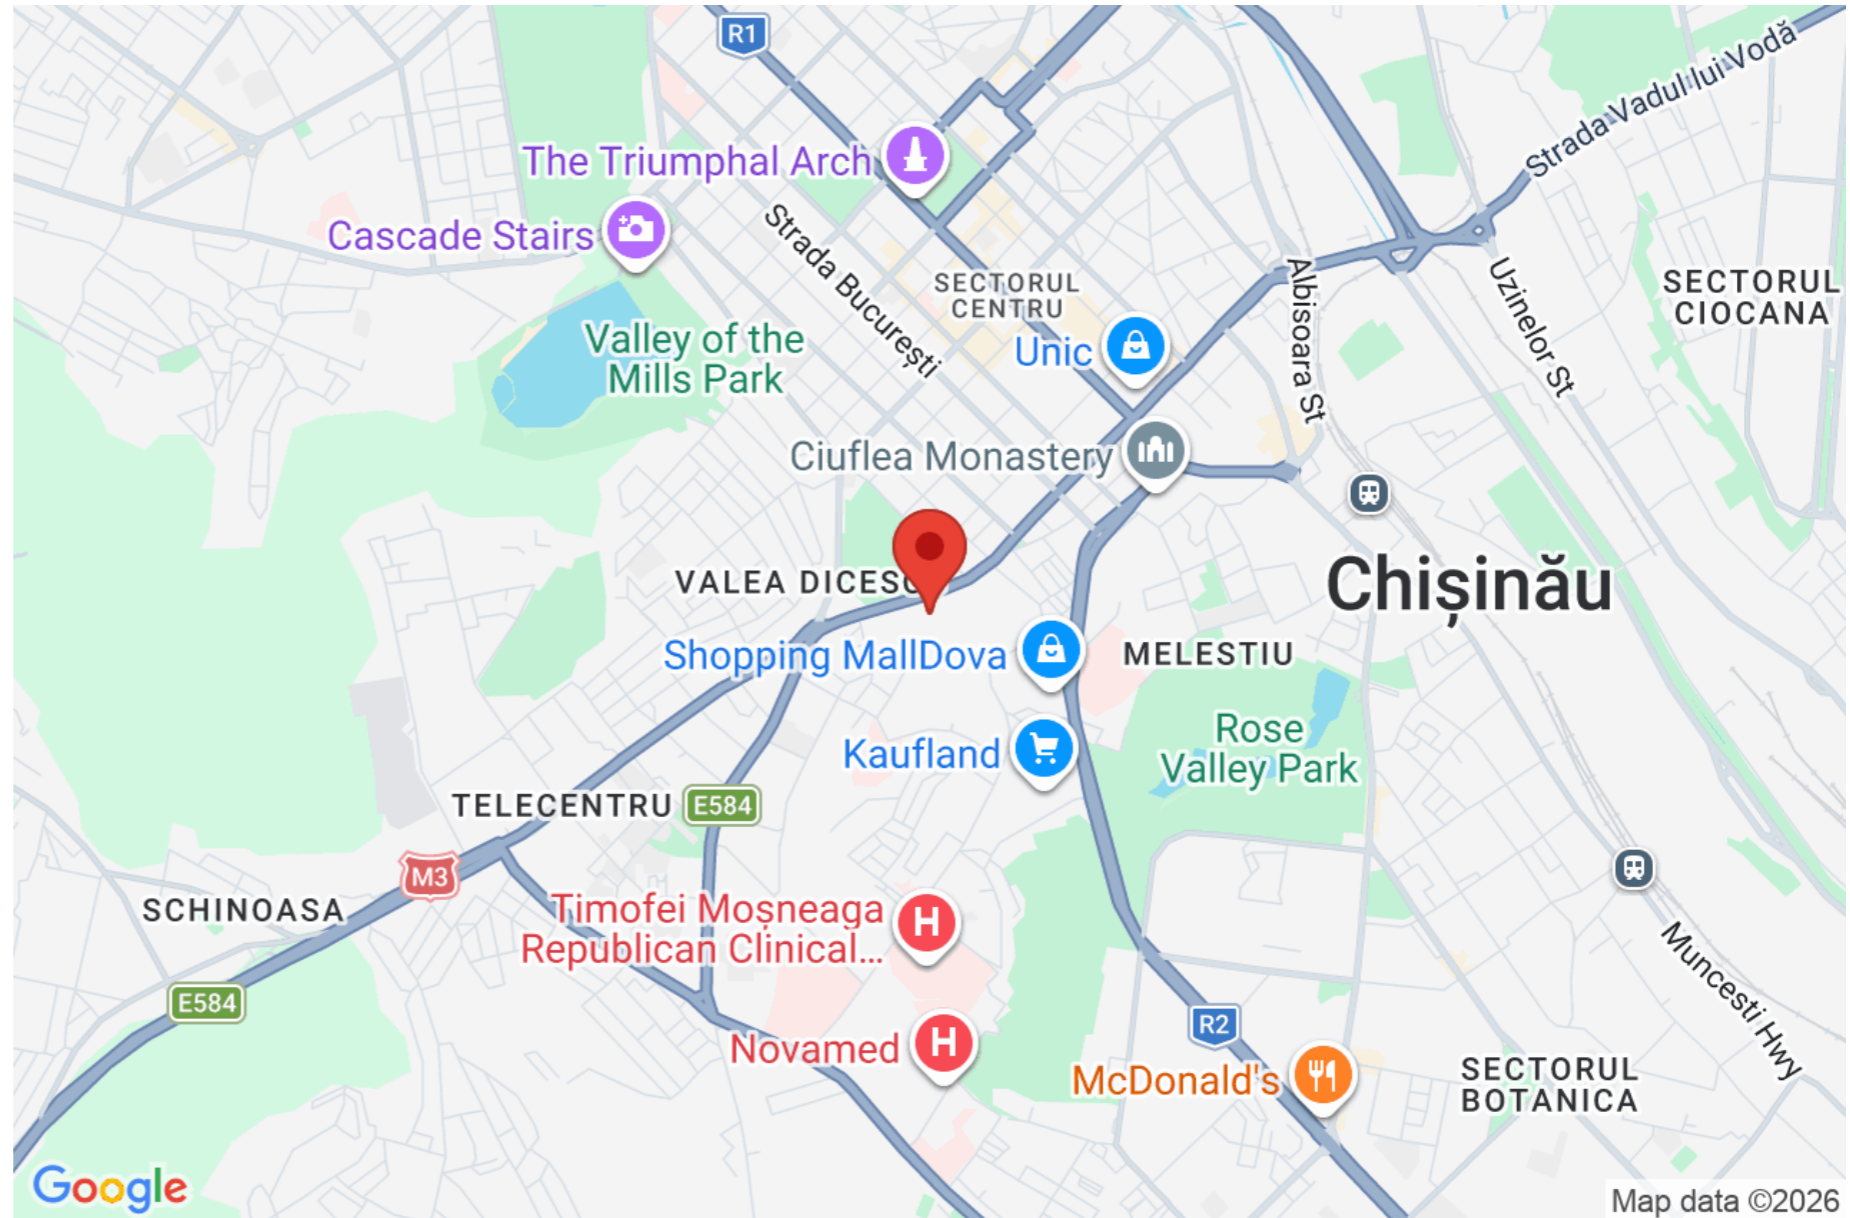 R1
Strada Vadul lui Vodă
The Triumphal Arch
Cascade Stairs
Strada București
SECTORUL
CENTRU
Albisoara St
Uzinelor St
SECTORUL
CIOCANA
Valley of the
Mills Park
Unic
Ciuflea Monastery
VALEA DICESC
Chișinău
Shopping MallDova
MELESTIU
Rose
Valley Park
Kaufland
TELECENTRU
E584
M3
SCHINOASA
Timofei Moșneaga
Republican Clinical...
E584
Muncesti Hwy
R2
Novamed
McDonald's
SECTORUL
BOTANICA
Google
Map data ©2026